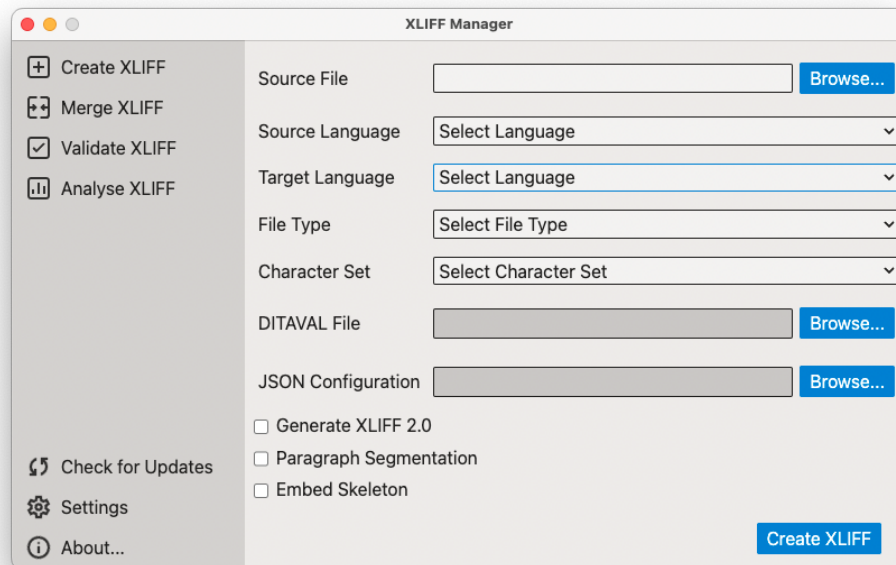 XLIFF Manager
Create XLIFF
Merge XLIFF
Validate XLIFF
Analyse XLIFF
Check for Updates
Settings
About...
Source File
Browse...
Source Language
Select Language
Target Language
Select Language
File Type
Select File Type
Character Set
Select Character Set
DITAVAL File
Browse...
JSON Configuration
Browse...
Generate XLIFF 2.0
Paragraph Segmentation
Embed Skeleton
Create XLIFF